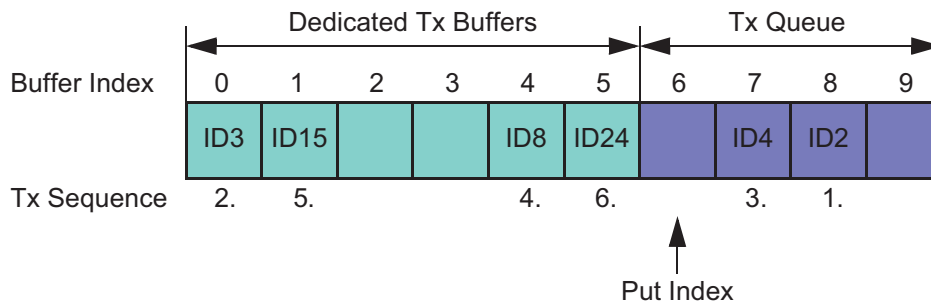 Dedicated Tx Buffers Tx Queue
Buffer Index 0 1 2 3 4 5 6 7 8 9
ID3 ID15 ID8 ID24 ID4 ID2
Tx Sequence 2. 5. 4. 6. 3. 1.
Put Index